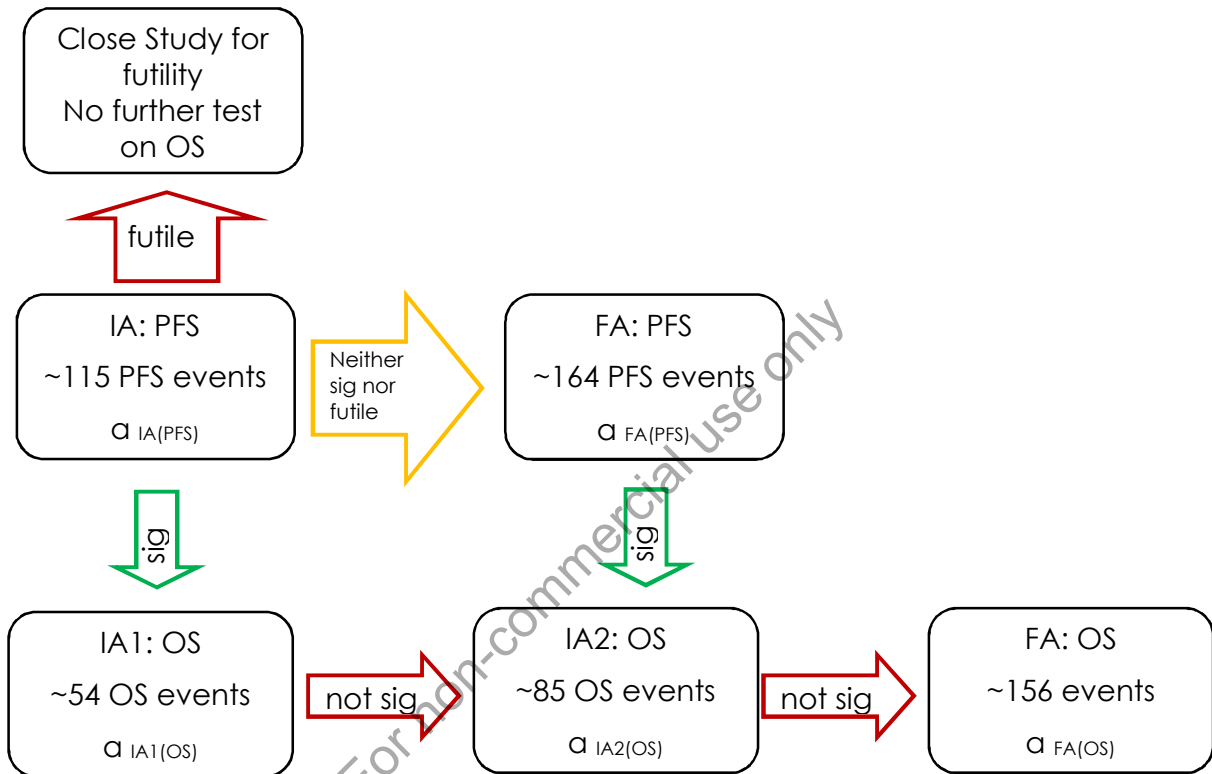 Close Study for
futility
No further test
on OS
futile
IA: PFS
~115 PFS events
α IA(PFS)
Neither
sig nor
futile
FA: PFS
~164 PFS events
α FA(PFS)
sig
sig
IA1: OS
~54 OS events
α IA1(OS)
not sig
IA2: OS
~85 OS events
α IA2(OS)
not sig
FA: OS
~156 events
α FA(OS)
For non-commercial use only